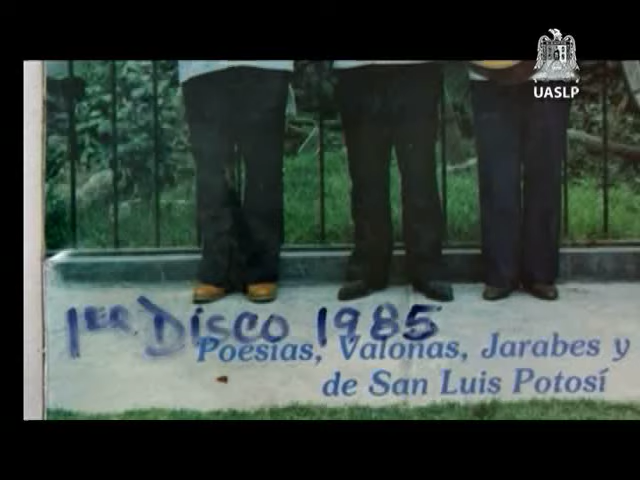 UASLP
1ER DISCO 1985
Poesías, Valonas, Jarabes y
de San Luis Potosí